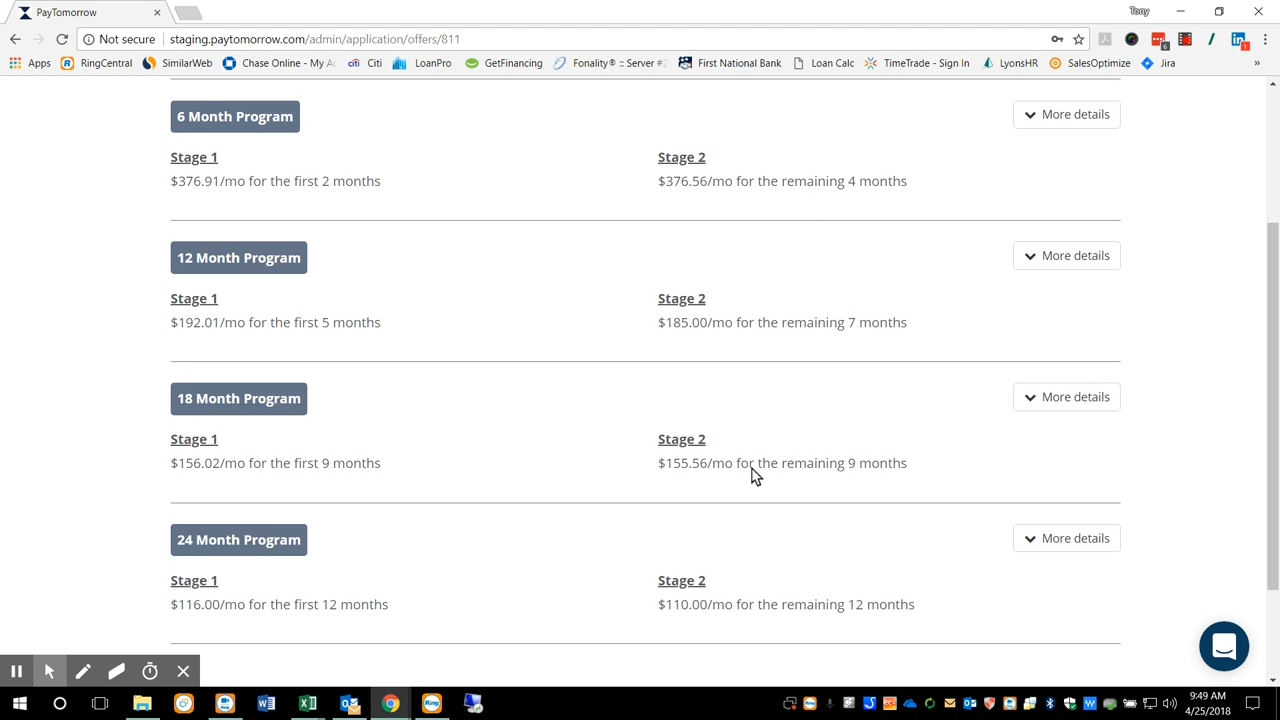 PayTomorrow
Tony
Not secure
staging.paytomorrow.com/admin/application/offers/811
6
1
Apps RingCentral SimilarWeb Chase Online - My Ac Citi LoanPro GetFinancing Fonality® :: Server #2 First National Bank Loan Calc TimeTrade - Sign In LyonsHR SalesOptimize Jira »
6 Month Program
More details
Stage 1
Stage 2
$376.91/mo for the first 2 months
$376.56/mo for the remaining 4 months
12 Month Program
More details
Stage 1
Stage 2
$192.01/mo for the first 5 months
$185.00/mo for the remaining 7 months
18 Month Program
More details
Stage 1
Stage 2
$156.02/mo for the first 9 months
$155.56/mo for the remaining 9 months
24 Month Program
More details
Stage 1
Stage 2
$116.00/mo for the first 12 months
$110.00/mo for the remaining 12 months
9:49 AM
4/25/2018